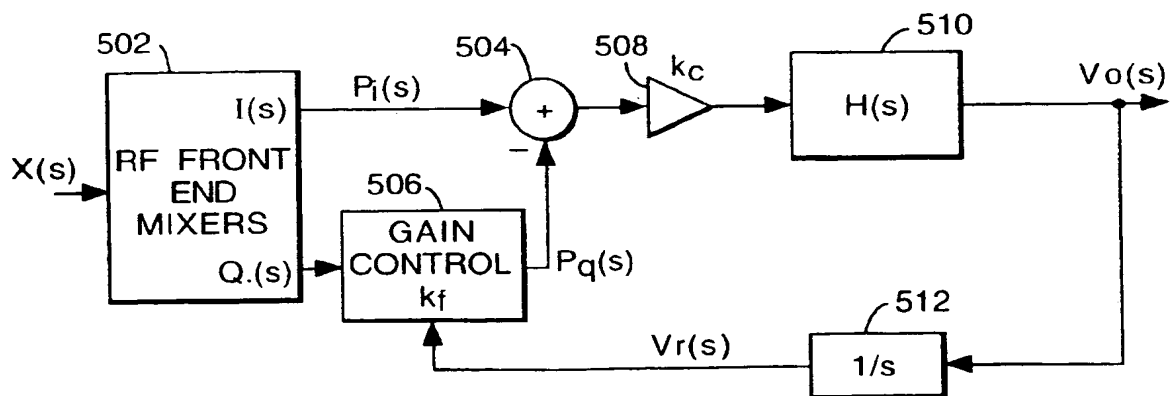 502
504
508
kc
510
Vo(s)
Pi(s)
I(s)
+
H(s)
−
X(s)
RF FRONT
END
MIXERS
506
GAIN
CONTROL
kf
Q.(s)
Pq(s)
512
Vr(s)
1/s